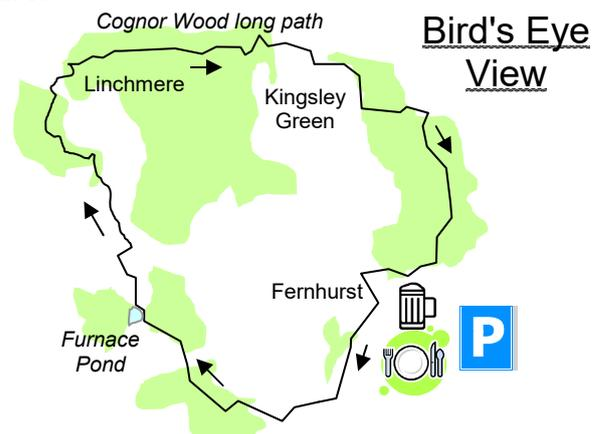 Cognor Wood long path
Bird's Eye
View
Linchmere
Kingsley
Green
Fernhurst
Furnace
Pond
P